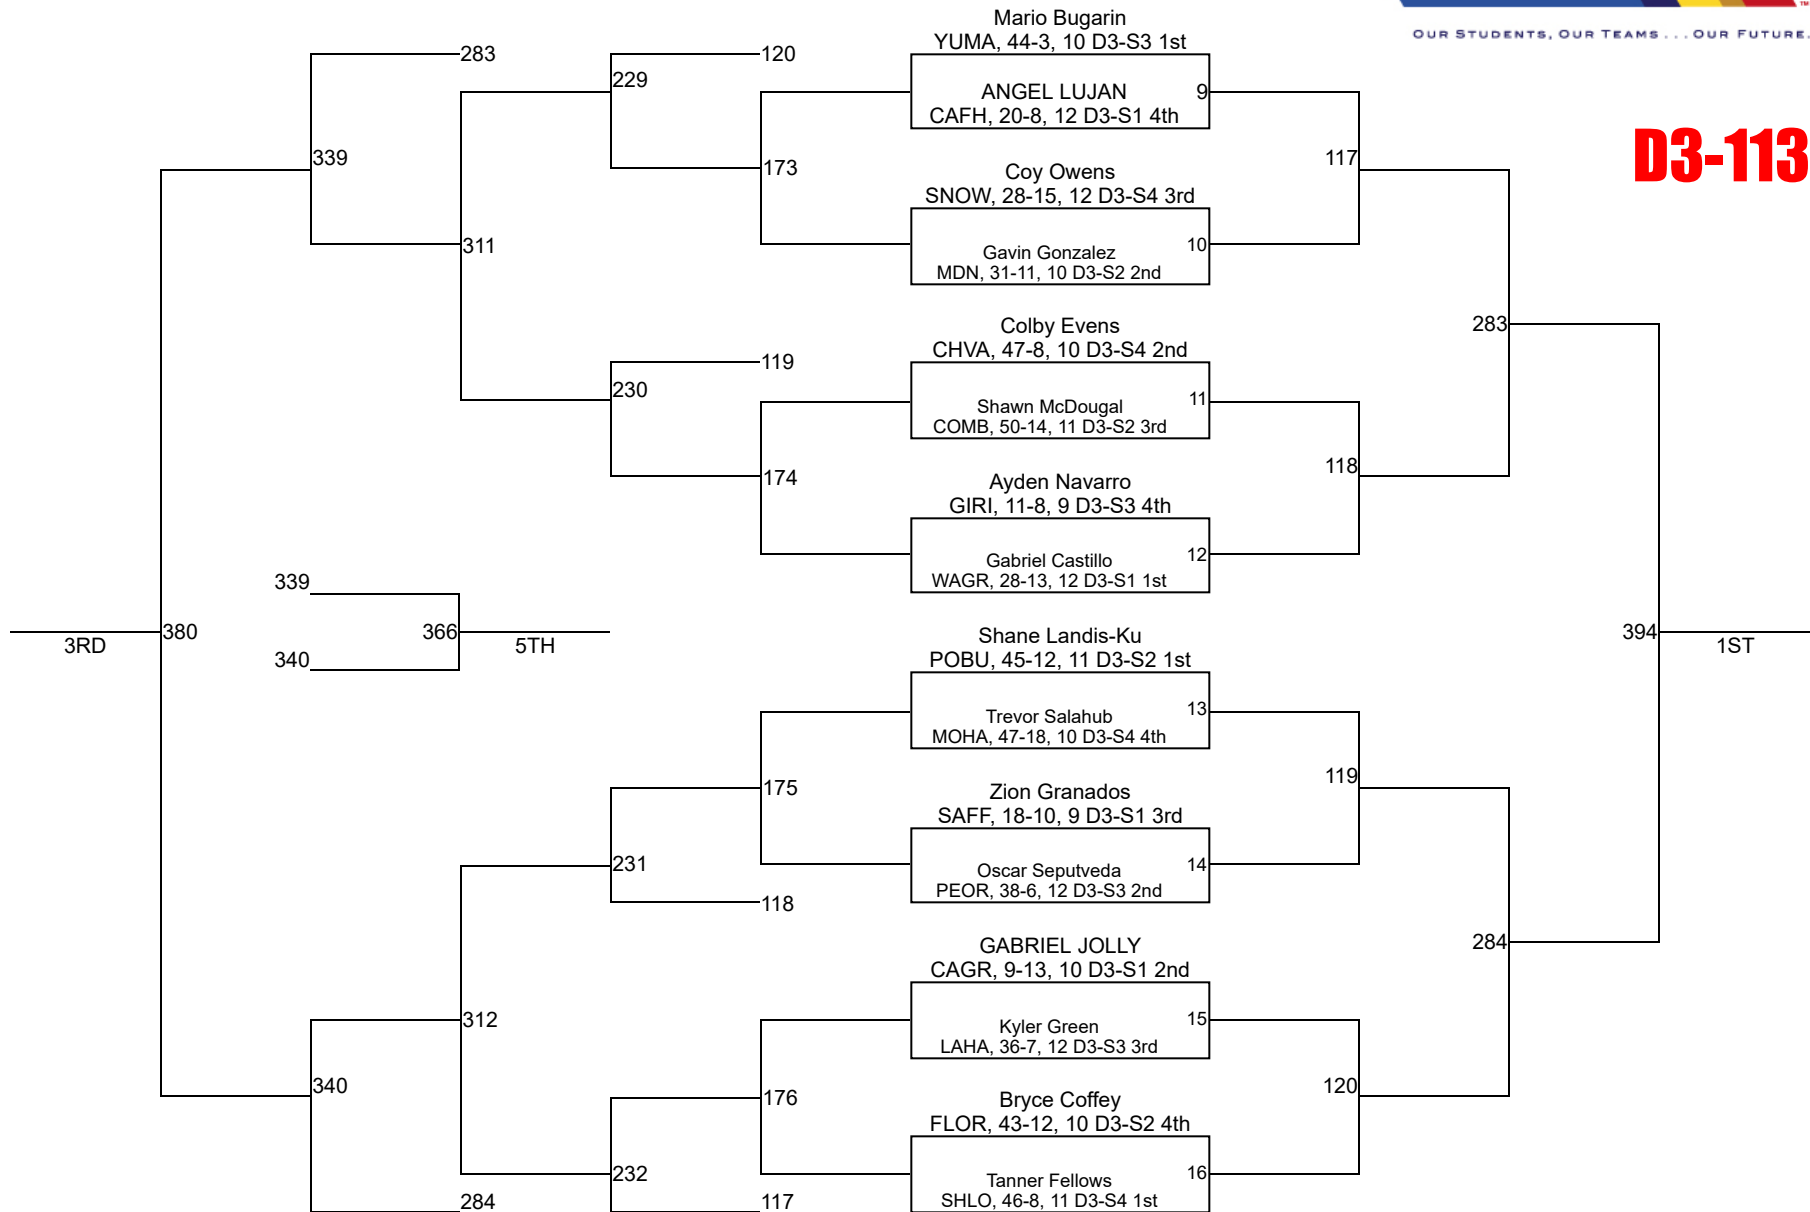 OUR STUDENTS, OUR TEAMS ... OUR FUTURE.
TM
D3-113
Mario Bugarin
YUMA, 44-3, 10 D3-S3 1st
ANGEL LUJAN
CAFH, 20-8, 12 D3-S1 4th
9
Coy Owens
SNOW, 28-15, 12 D3-S4 3rd
Gavin Gonzalez
MDN, 31-11, 10 D3-S2 2nd
10
Colby Evens
CHVA, 47-8, 10 D3-S4 2nd
Shawn McDougal
COMB, 50-14, 11 D3-S2 3rd
11
Ayden Navarro
GIRI, 11-8, 9 D3-S3 4th
Gabriel Castillo
WAGR, 28-13, 12 D3-S1 1st
12
Shane Landis-Ku
POBU, 45-12, 11 D3-S2 1st
Trevor Salahub
MOHA, 47-18, 10 D3-S4 4th
13
Zion Granados
SAFF, 18-10, 9 D3-S1 3rd
Oscar Seputveda
PEOR, 38-6, 12 D3-S3 2nd
14
GABRIEL JOLLY
CAGR, 9-13, 10 D3-S1 2nd
Kyler Green
LAHA, 36-7, 12 D3-S3 3rd
15
Bryce Coffey
FLOR, 43-12, 10 D3-S2 4th
Tanner Fellows
SHLO, 46-8, 11 D3-S4 1st
16
117
118
119
120
283
284
394
1ST
120
173
119
174
175
118
176
117
229
230
231
232
311
312
283
339
340
284
380
3RD
339
340
366
5TH